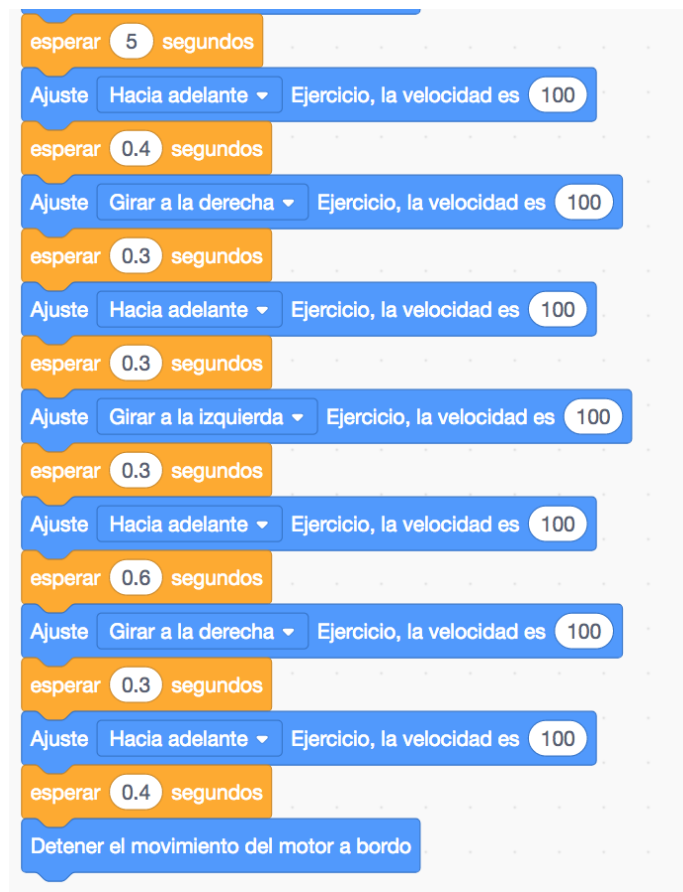 esperar 5 segundos
Ajuste Hacia adelante Ejercicio, la velocidad es 100
esperar 0.4 segundos
Ajuste Girar a la derecha Ejercicio, la velocidad es 100
esperar 0.3 segundos
Ajuste Hacia adelante Ejercicio, la velocidad es 100
esperar 0.3 segundos
Ajuste Girar a la izquierda Ejercicio, la velocidad es 100
esperar 0.3 segundos
Ajuste Hacia adelante Ejercicio, la velocidad es 100
esperar 0.6 segundos
Ajuste Girar a la derecha Ejercicio, la velocidad es 100
esperar 0.3 segundos
Ajuste Hacia adelante Ejercicio, la velocidad es 100
esperar 0.4 segundos
Detener el movimiento del motor a bordo